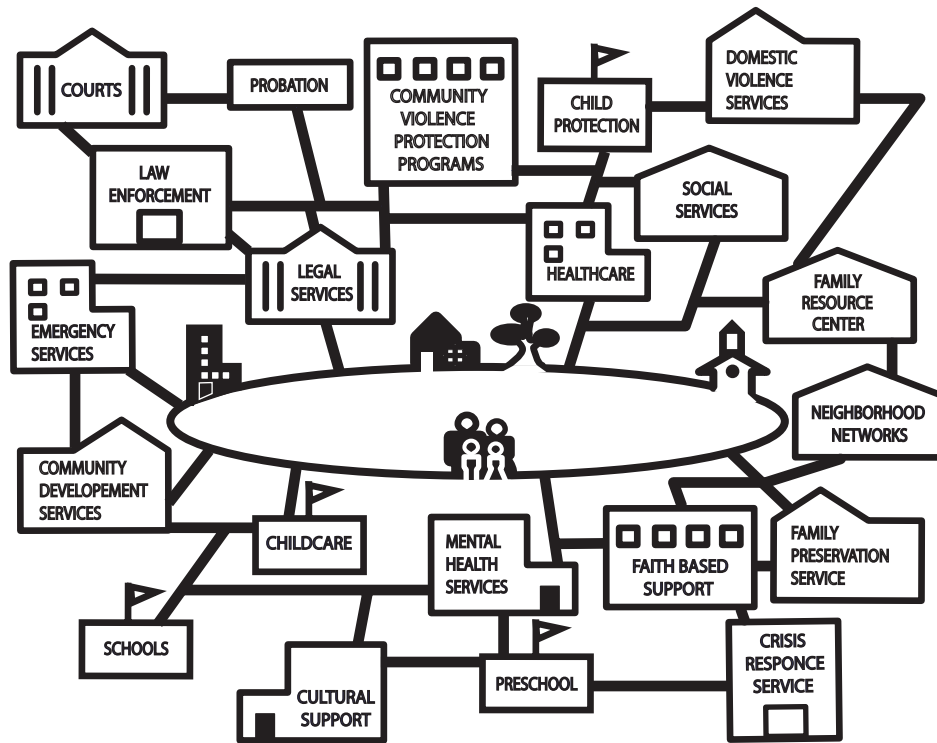 COURTS
PROBATION
COMMUNITY
VIOLENCE
PROTECTION
PROGRAMS
CHILD
PROTECTION
DOMESTIC
VIOLENCE
SERVICES
LAW
ENFORCEMENT
SOCIAL
SERVICES
LEGAL
SERVICES
HEALTHCARE
FAMILY
RESOURCE
CENTER
EMERGENCY
SERVICES
NEIGHBORHOOD
NETWORKS
COMMUNITY
DEVELOPEMENT
SERVICES
CHILDCARE
MENTAL
HEALTH
SERVICES
FAITH BASED
SUPPORT
FAMILY
PRESERVATION
SERVICE
SCHOOLS
CULTURAL
SUPPORT
PRESCHOOL
CRISIS
RESPONCE
SERVICE